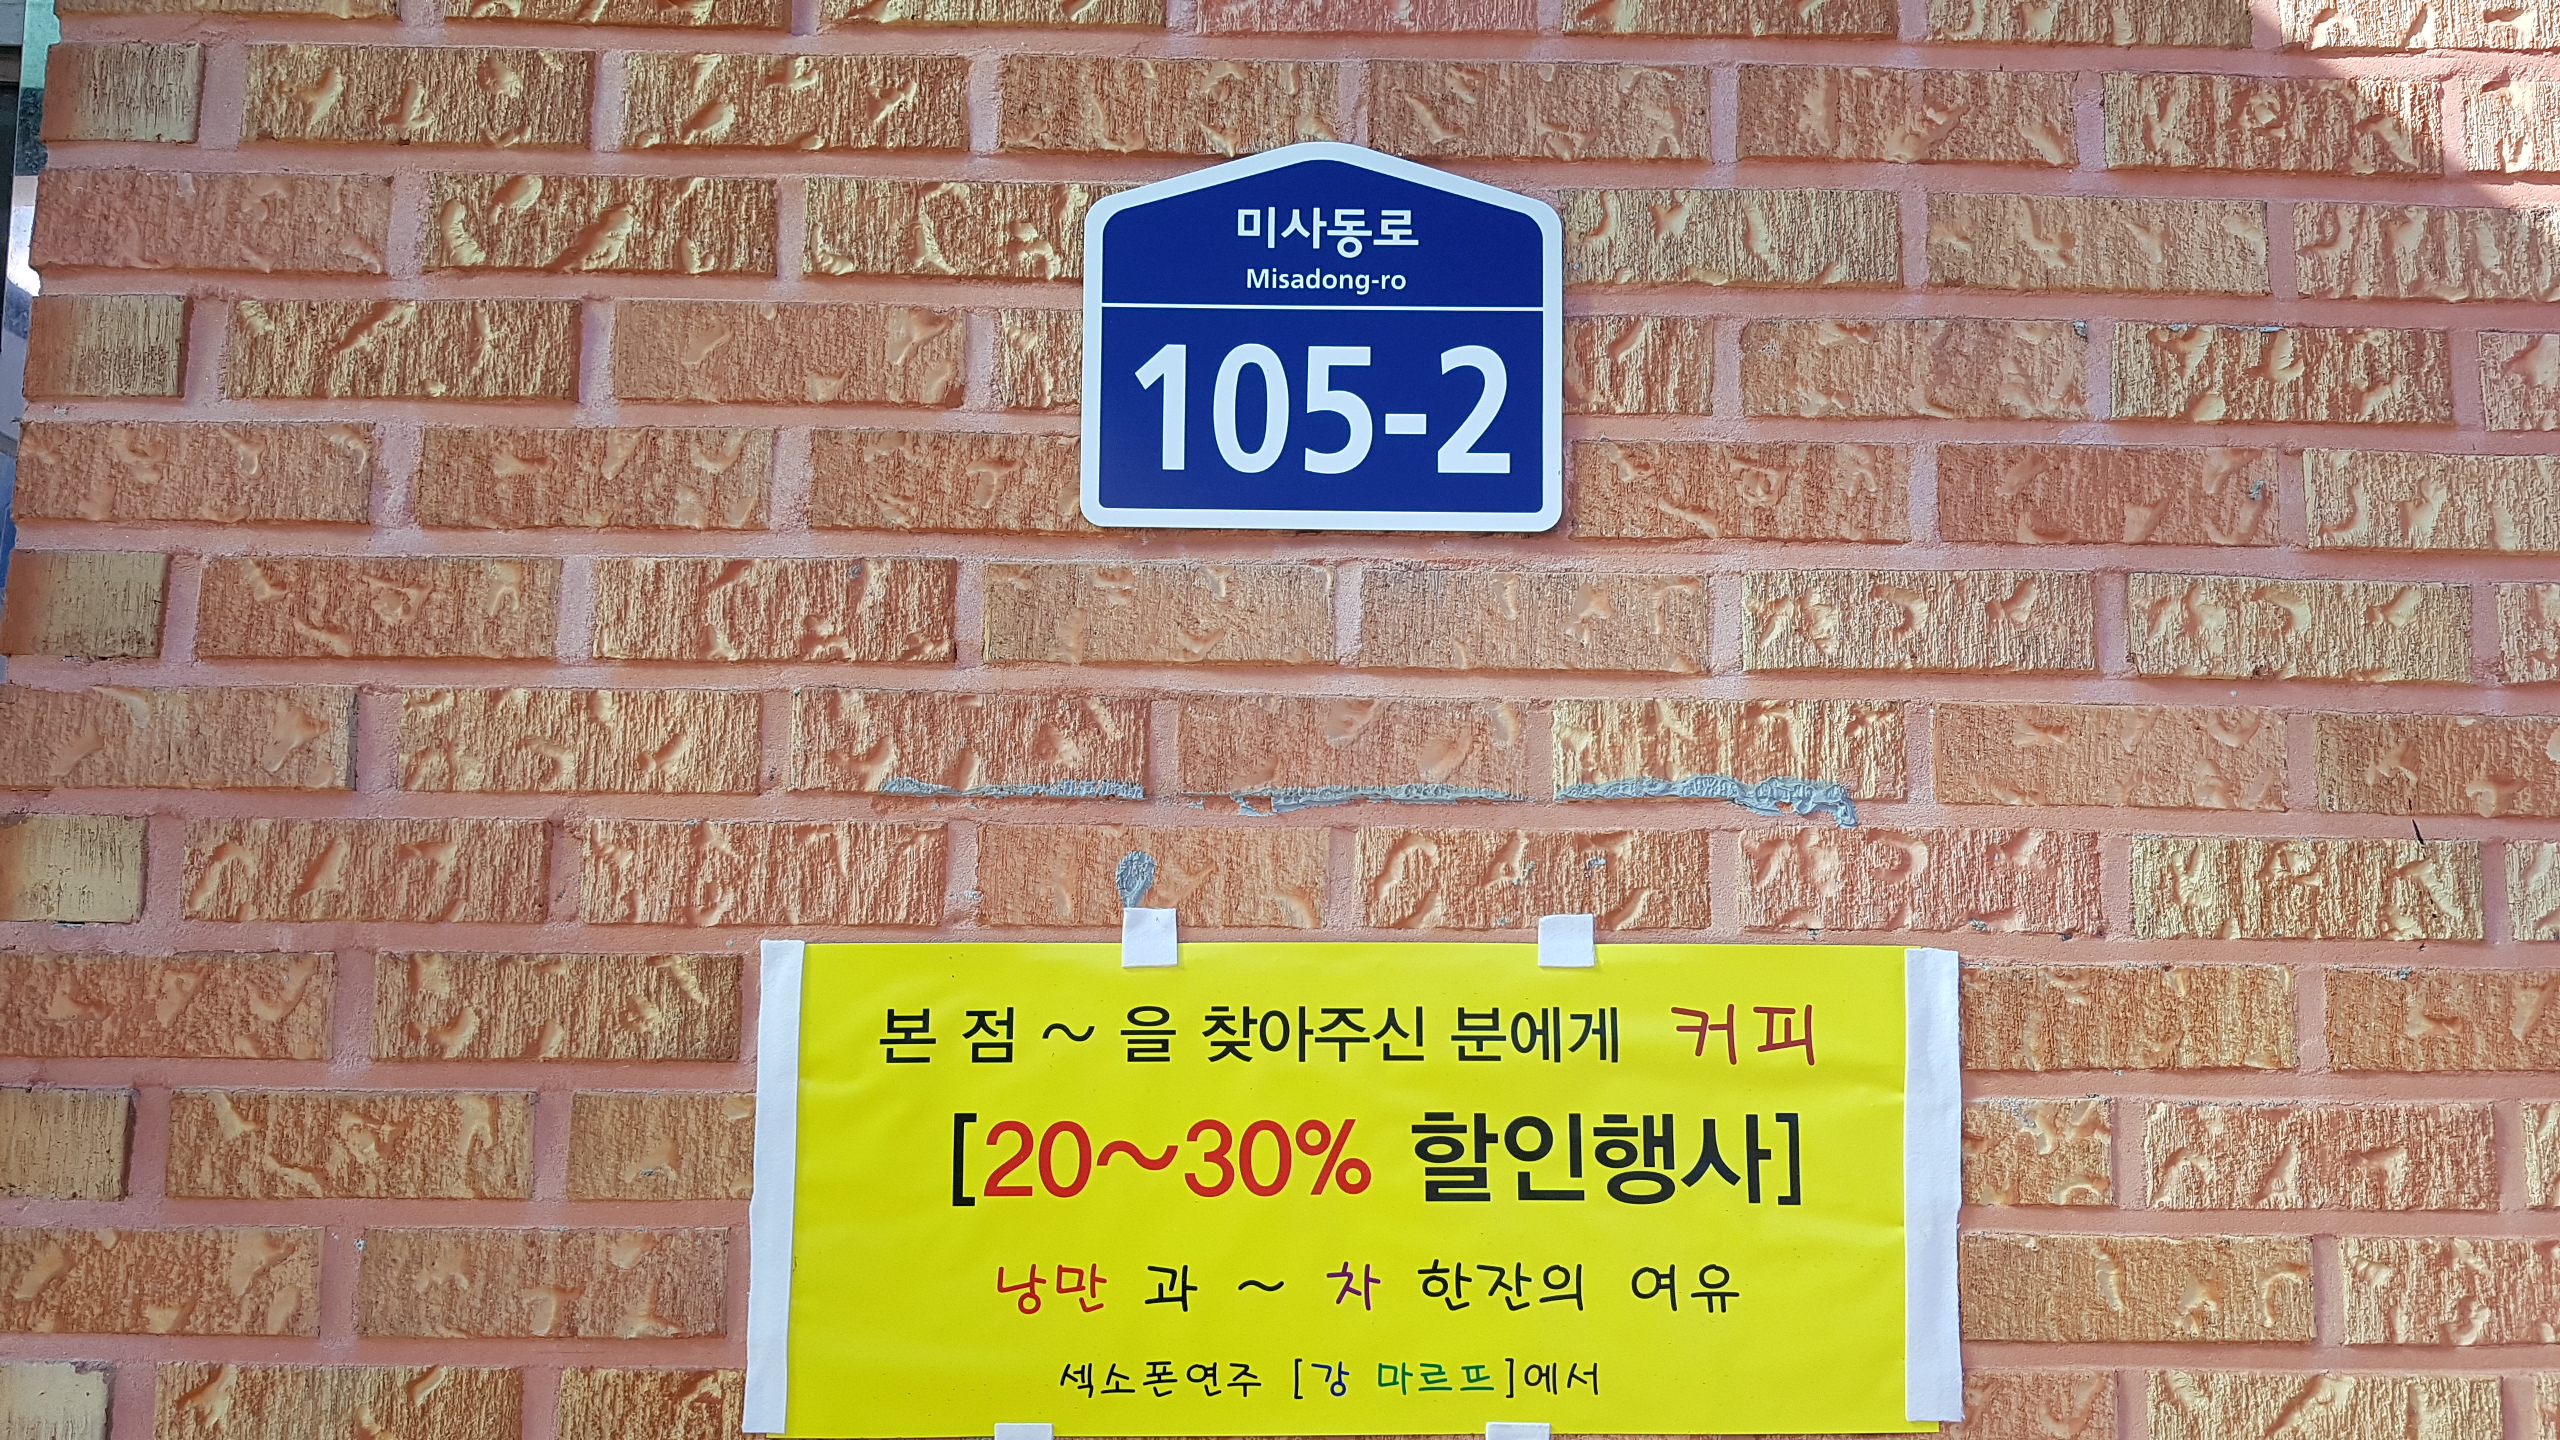 미사동로
Misadong-ro
105-2
본 점 ~ 을 찾아주신 분에게 커피
[20~30% 할인행사]
낭만 과 ~ 차 한잔의 여유
섹소폰연주 [강 마르프]에서